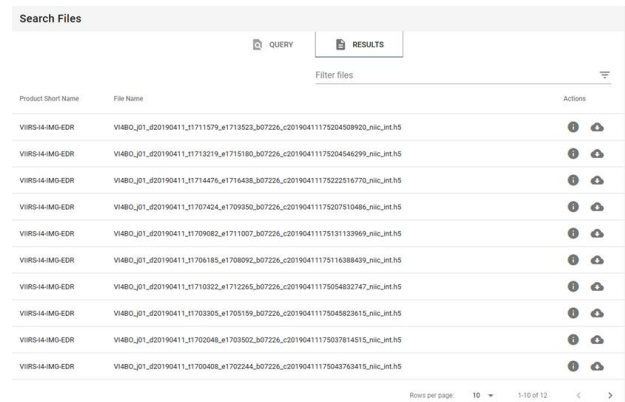 Search Files
QUERY RESULTS
Filter files
Product Short Name File Name Actions
VIIRS-I4-IMG-EDR VI4BO_j01_d20190411_t1711579_e1713523_b07226_c20190411175204508920_niic_int.h5
VIIRS-I4-IMG-EDR VI4BO_j01_d20190411_t1713219_e1715180_b07226_c20190411175204546299_niic_int.h5
VIIRS-I4-IMG-EDR VI4BO_j01_d20190411_t1714476_e1716438_b07226_c20190411175222516770_niic_int.h5
VIIRS-I4-IMG-EDR VI4BO_j01_d20190411_t1707424_e1709350_b07226_c20190411175207510486_niic_int.h5
VIIRS-I4-IMG-EDR VI4BO_j01_d20190411_t1709082_e1711007_b07226_c20190411175131133969_niic_int.h5
VIIRS-I4-IMG-EDR VI4BO_j01_d20190411_t1706185_e1708092_b07226_c20190411175116388439_niic_int.h5
VIIRS-I4-IMG-EDR VI4BO_j01_d20190411_t1710322_e1712265_b07226_c20190411175054832747_niic_int.h5
VIIRS-I4-IMG-EDR VI4BO_j01_d20190411_t1703305_e1705159_b07226_c20190411175045823615_niic_int.h5
VIIRS-I4-IMG-EDR VI4BO_j01_d20190411_t1702048_e1703502_b07226_c20190411175037814515_niic_int.h5
VIIRS-I4-IMG-EDR VI4BO_j01_d20190411_t1700408_e1702244_b07226_c20190411175043763415_niic_int.h5
Rows per page: 10 1-10 of 12